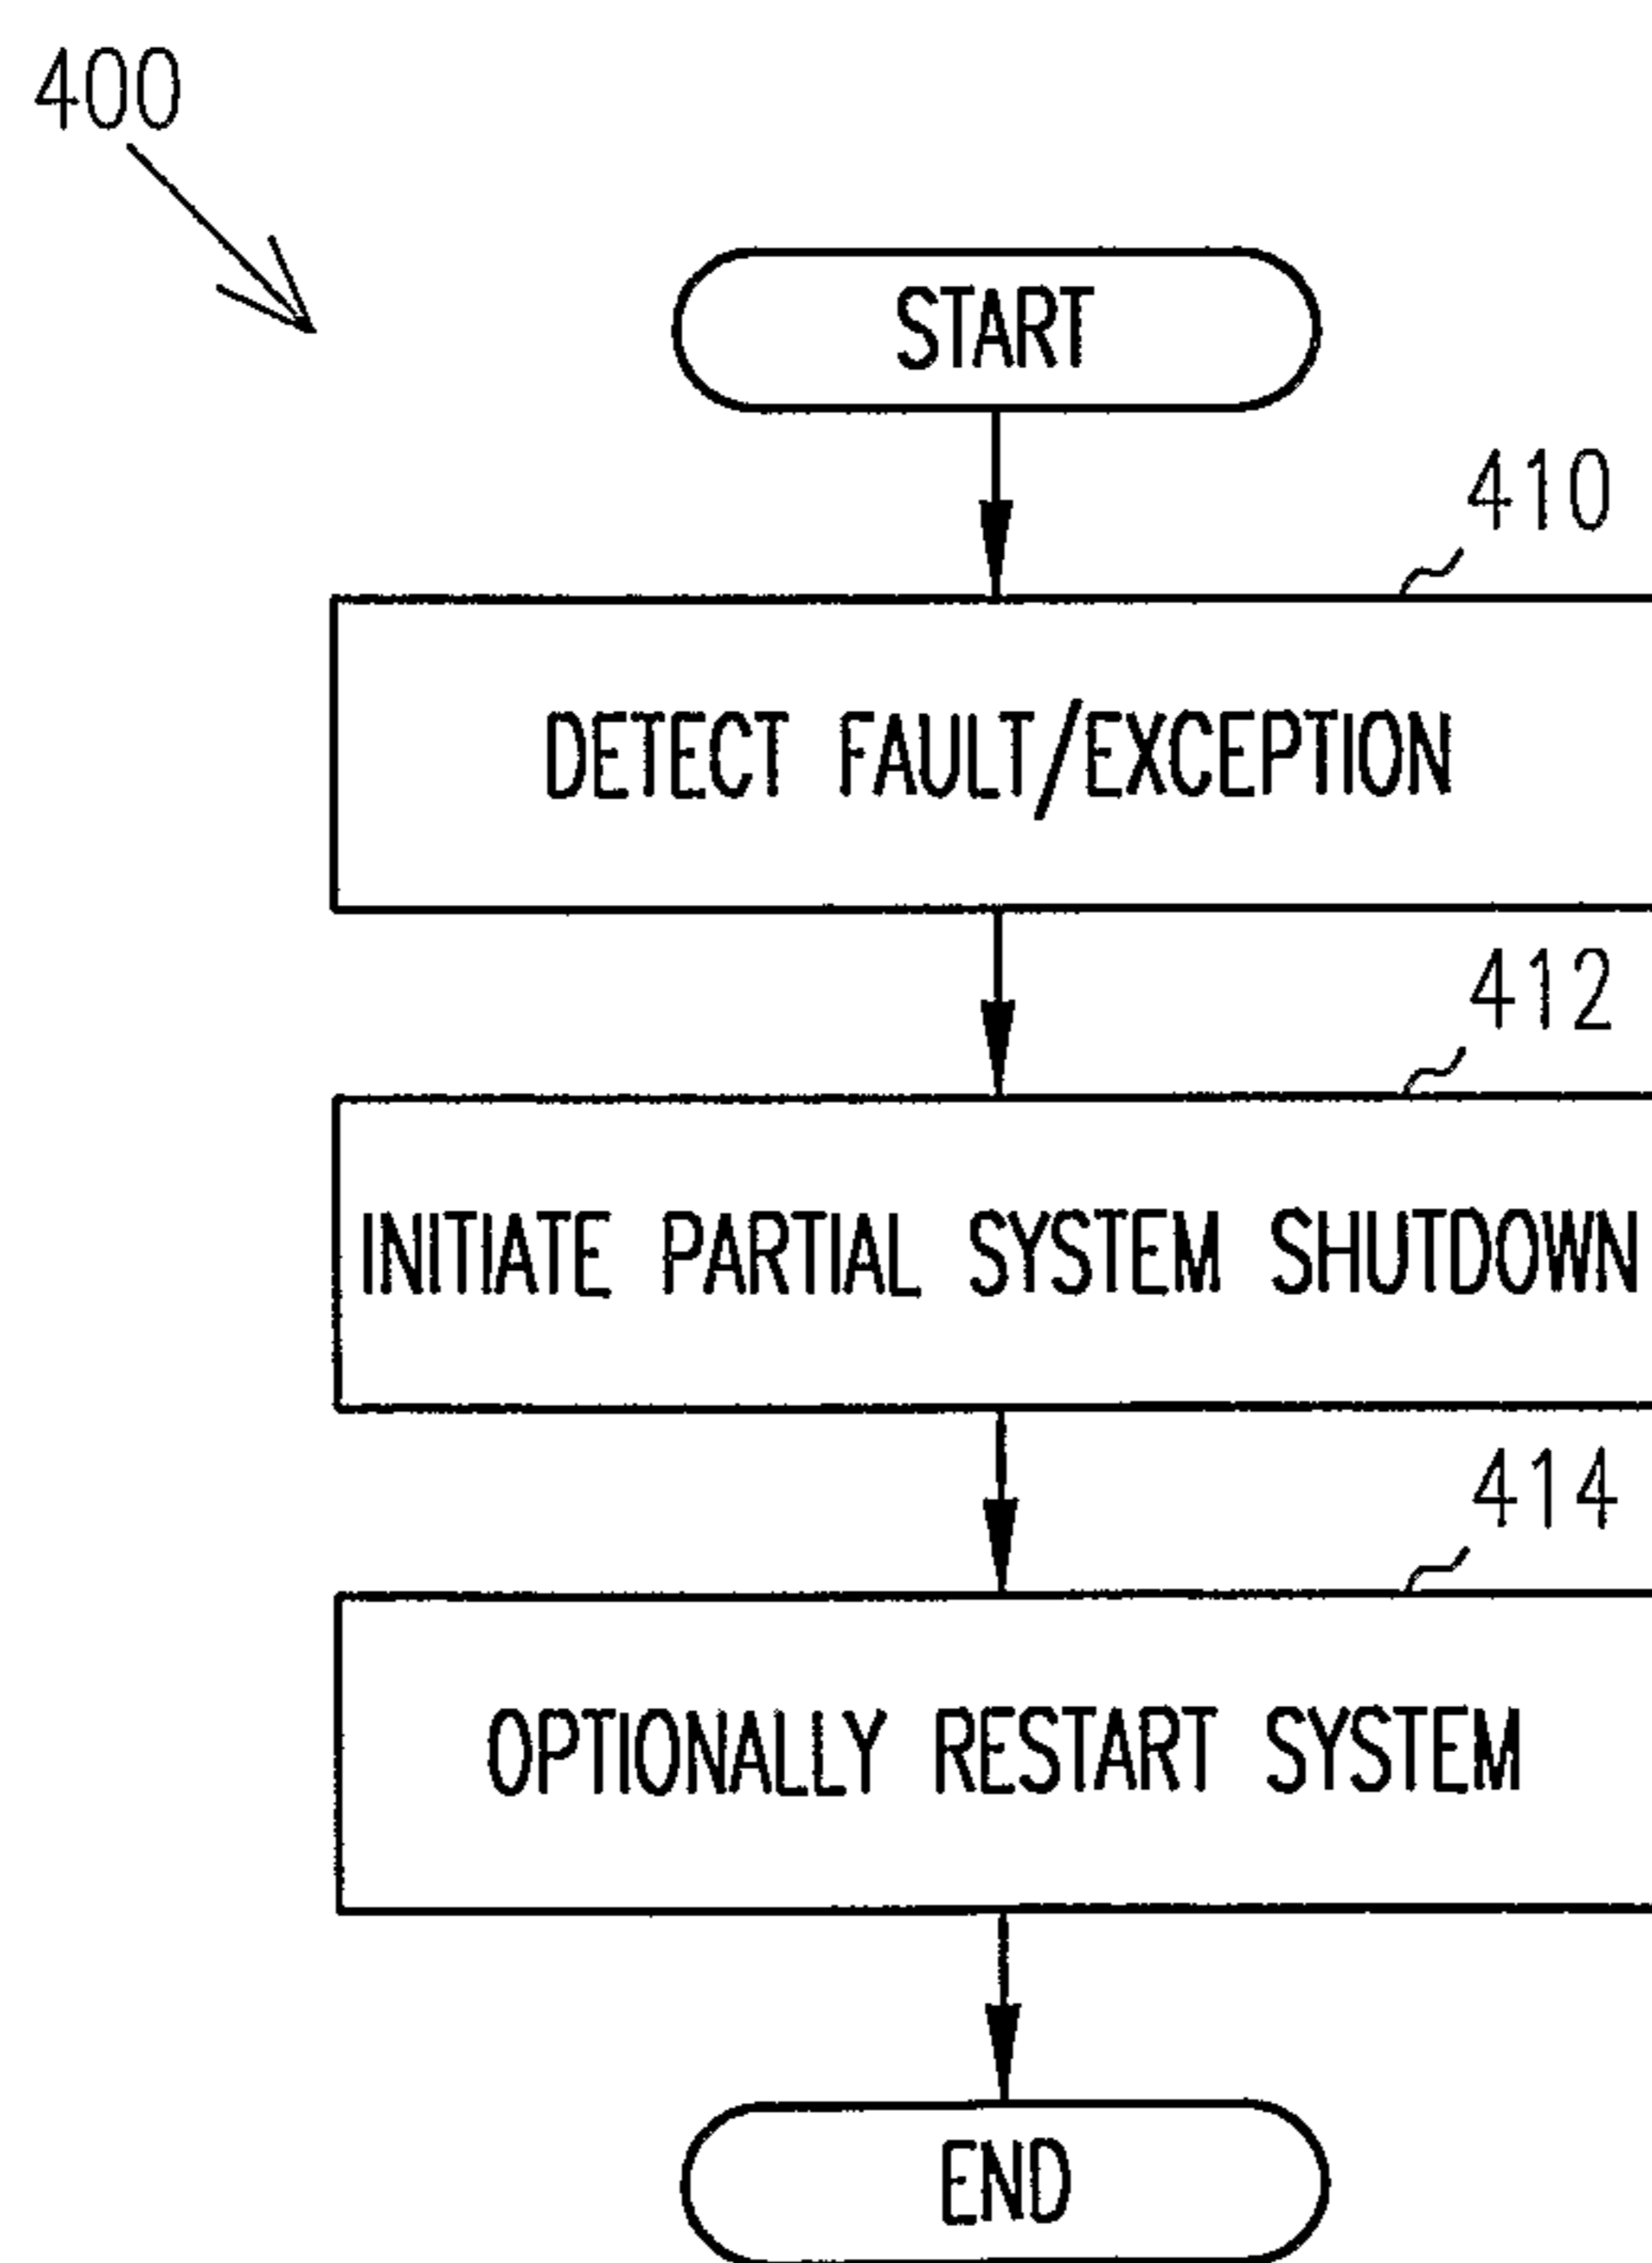 400
START
410
DETECT FAULT/EXCEPTION
412
INITIATE PARTIAL SYSTEM SHUTDOWN
414
OPTIONALLY RESTART SYSTEM
END